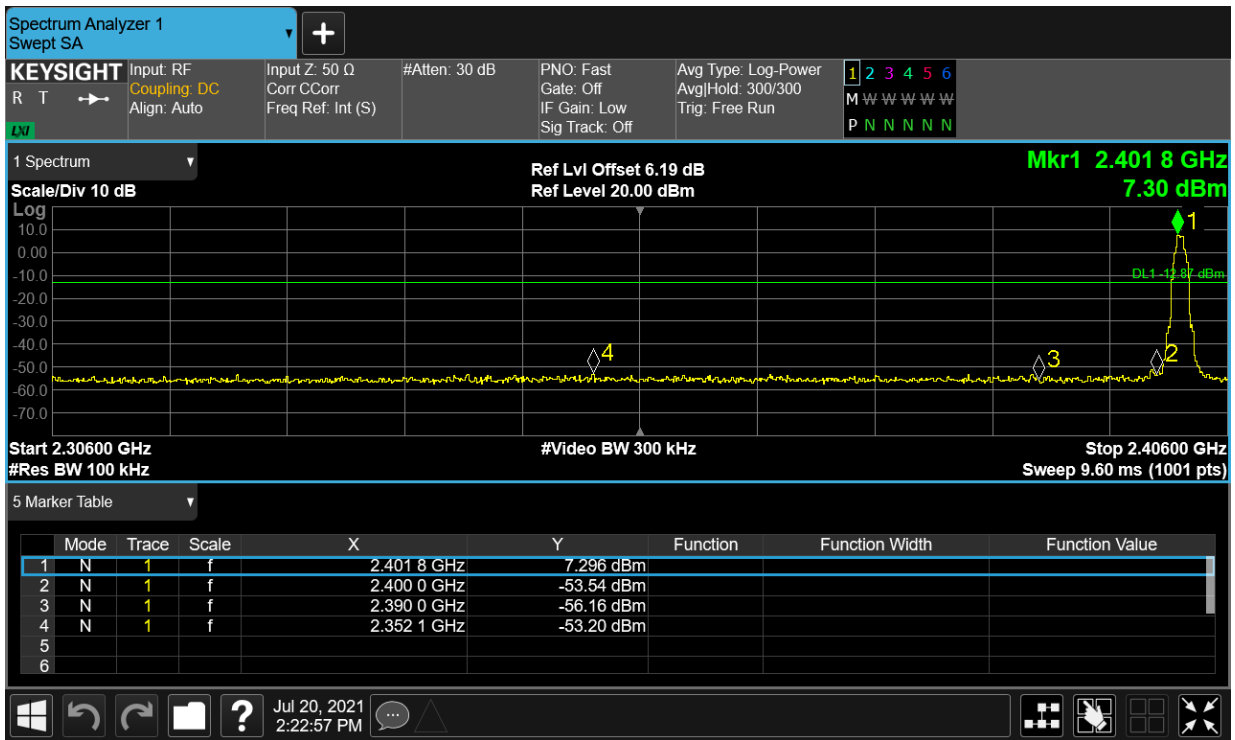 Spectrum Analyzer 1
Swept SA
+
KEYSIGHT
R T
LXI
Input: RF
Coupling: DC
Align: Auto
Input Z: 50 Ω
Corr CCorr
Freq Ref: Int (S)
#Atten: 30 dB
PNO: Fast
Gate: Off
IF Gain: Low
Sig Track: Off
Avg Type: Log-Power
Avg|Hold: 300/300
Trig: Free Run
1 2 3 4 5 6
M W W W W W
P N N N N N
1 Spectrum
Scale/Div 10 dB
Ref Lvl Offset 6.19 dB
Ref Level 20.00 dBm
Mkr1 2.401 8 GHz
7.30 dBm
Log
10.0
0.00
-10.0
-20.0
-30.0
-40.0
-50.0
-60.0
-70.0
1
DL1 -12.87 dBm
4
3
2
Start 2.30600 GHz
#Res BW 100 kHz
#Video BW 300 kHz
Stop 2.40600 GHz
Sweep 9.60 ms (1001 pts)
5 Marker Table
Mode Trace Scale X Y Function Function Width Function Value
1 N 1 f 2.401 8 GHz 7.296 dBm
2 N 1 f 2.400 0 GHz -53.54 dBm
3 N 1 f 2.390 0 GHz -56.16 dBm
4 N 1 f 2.352 1 GHz -53.20 dBm
5
6
?
Jul 20, 2021
2:22:57 PM